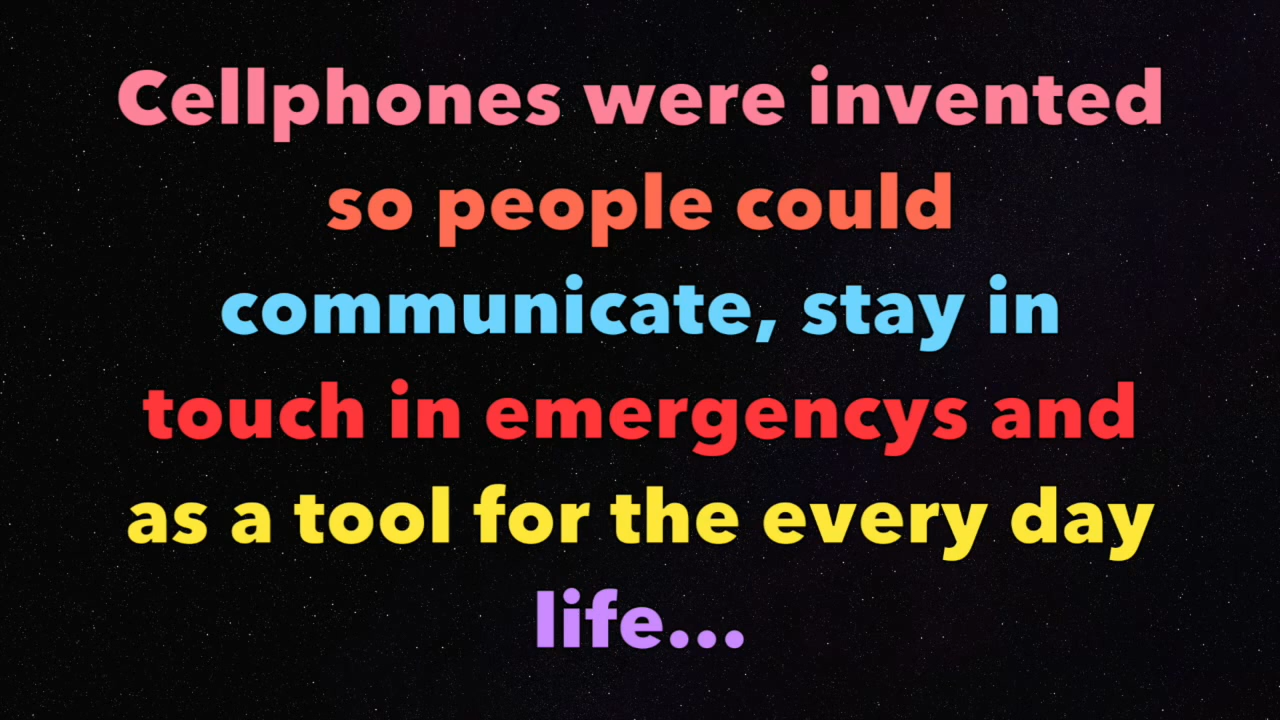 Cellphones were invented
so people could
communicate, stay in
touch in emergencys and
as a tool for the every day
life...